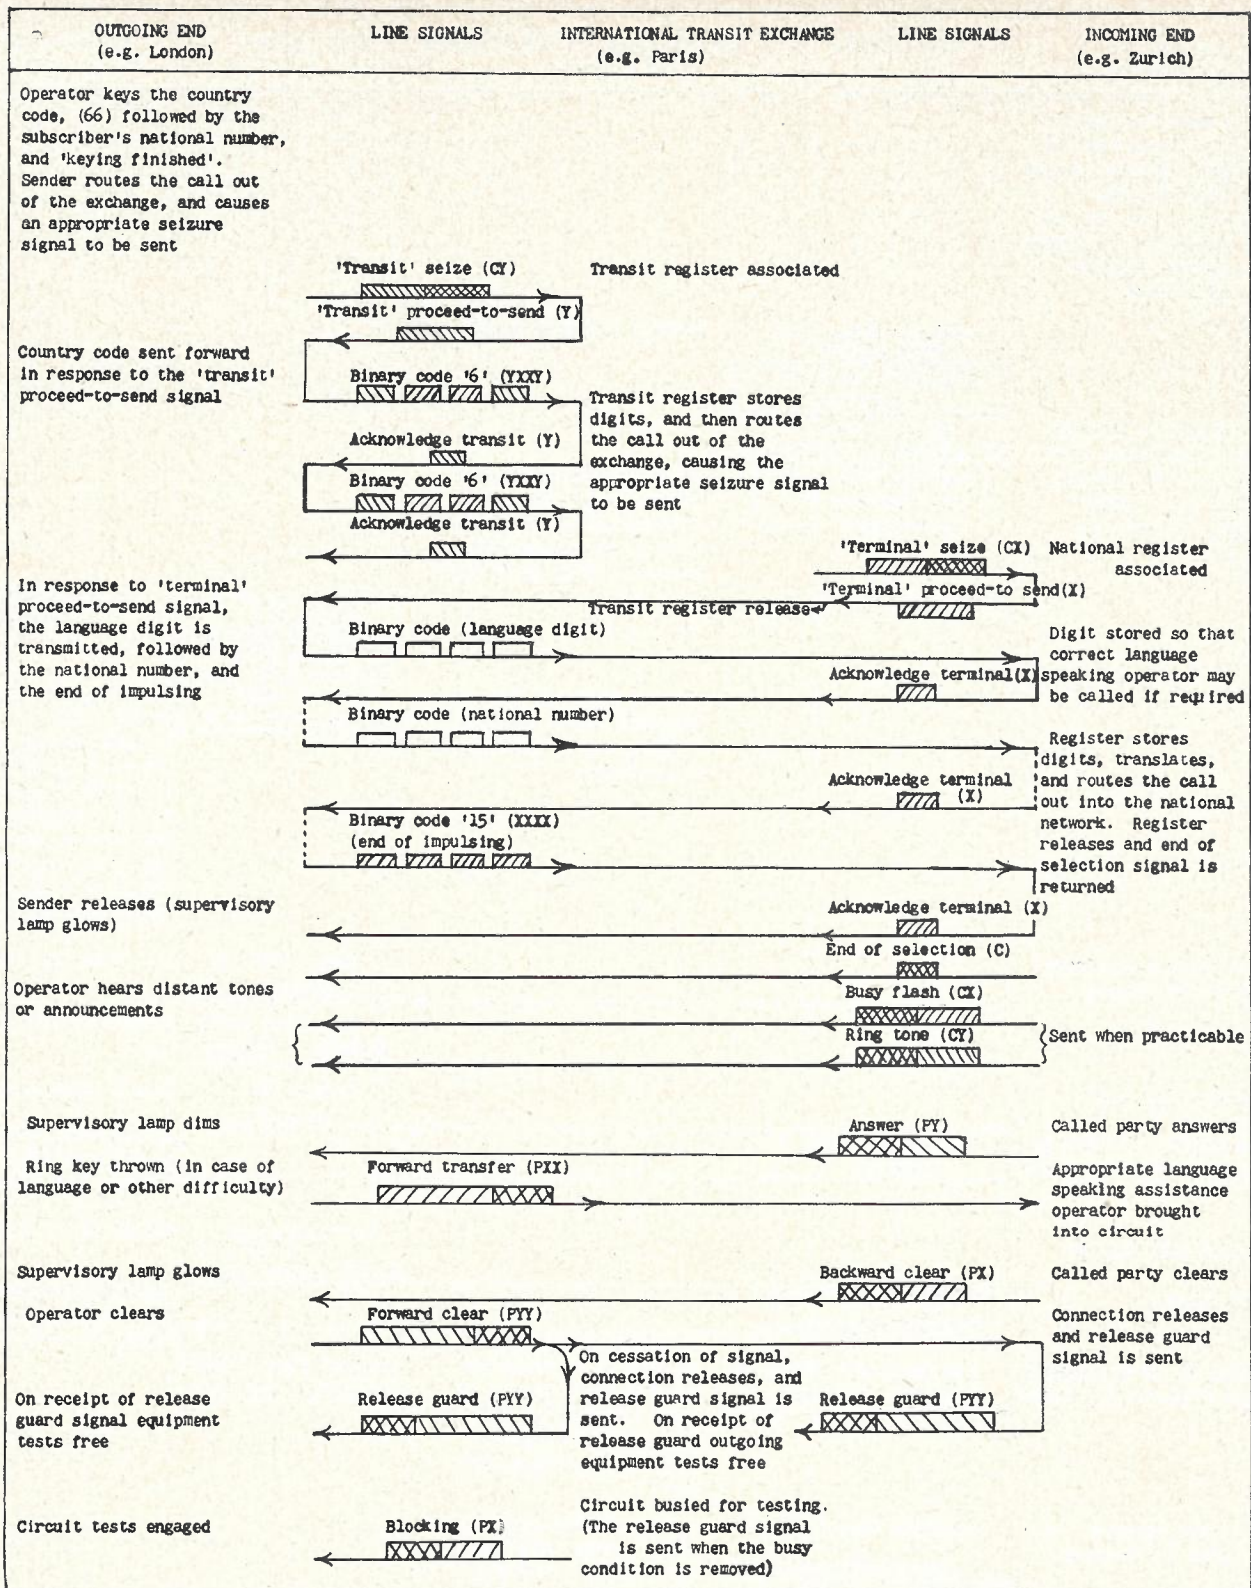 OUTGOING END
(e.g. London)
LINE SIGNALS
INTERNATIONAL TRANSIT EXCHANGE
(e.g. Paris)
LINE SIGNALS
INCOMING END
(e.g. Zurich)
Operator keys the country
code, (66) followed by the
subscriber's national number,
and 'keying finished'.
Sender routes the call out
of the exchange, and causes
an appropriate seizure
signal to be sent
'Transit' seize (CY)
Transit register associated
'Transit' proceed-to-send (Y)
Country code sent forward
in response to the 'transit'
proceed-to-send signal
Binary code '6' (YXXY)
Transit register stores
digits, and then routes
the call out of the
exchange, causing the
appropriate seizure signal
to be sent
Acknowledge transit (Y)
Binary code '6' (YXXY)
Acknowledge transit (Y)
'Terminal' seize (CX)
National register
associated
'Terminal' proceed-to send(X)
Transit register release
In response to 'terminal'
proceed-to-send signal,
the language digit is
transmitted, followed by
the national number, and
the end of impulsing
Binary code (language digit)
Digit stored so that
correct language
speaking operator may
be called if required
Acknowledge terminal(X)
Binary code (national number)
Register stores
digits, translates,
and routes the call
out into the national
network. Register
releases and end of
selection signal is
returned
Acknowledge terminal
(X)
Binary code '15' (XXXX)
(end of impulsing)
Sender releases (supervisory
lamp glows)
Acknowledge terminal (X)
End of selection (C)
Operator hears distant tones
or announcements
Busy flash (CX)
Ring tone (CY)
Sent when practicable
Supervisory lamp dims
Answer (PY)
Called party answers
Ring key thrown (in case of
language or other difficulty)
Forward transfer (PXX)
Appropriate language
speaking assistance
operator brought
into circuit
Supervisory lamp glows
Backward clear (PX)
Called party clears
Operator clears
Forward clear (PYY)
Connection releases
and release guard
signal is sent
On cessation of signal,
connection releases, and
release guard signal is
sent. On receipt of
release guard outgoing
equipment tests free
On receipt of release
guard signal equipment
tests free
Release guard (PYY)
Release guard (PYY)
Circuit tests engaged
Blocking (PX)
Circuit busied for testing.
(The release guard signal
is sent when the busy
condition is removed)